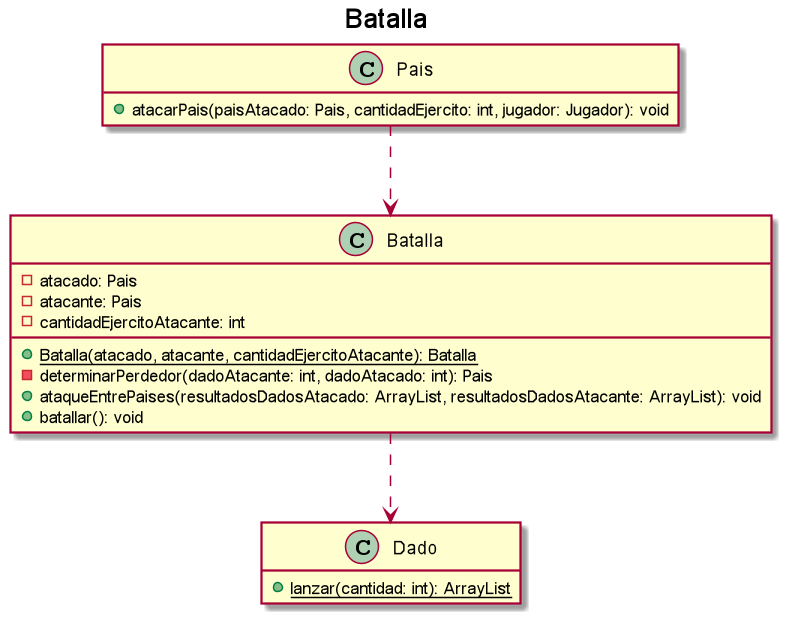 Batalla
C Pais
atacarPais(paisAtacado: Pais, cantidadEjercito: int, jugador: Jugador): void
C Batalla
atacado: Pais
atacante: Pais
cantidadEjercitoAtacante: int
Batalla(atacado, atacante, cantidadEjercitoAtacante): Batalla
determinarPerdedor(dadoAtacante: int, dadoAtacado: int): Pais
ataqueEntrePaises(resultadosDadosAtacado: ArrayList, resultadosDadosAtacante: ArrayList): void
batallar(): void
C Dado
lanzar(cantidad: int): ArrayList